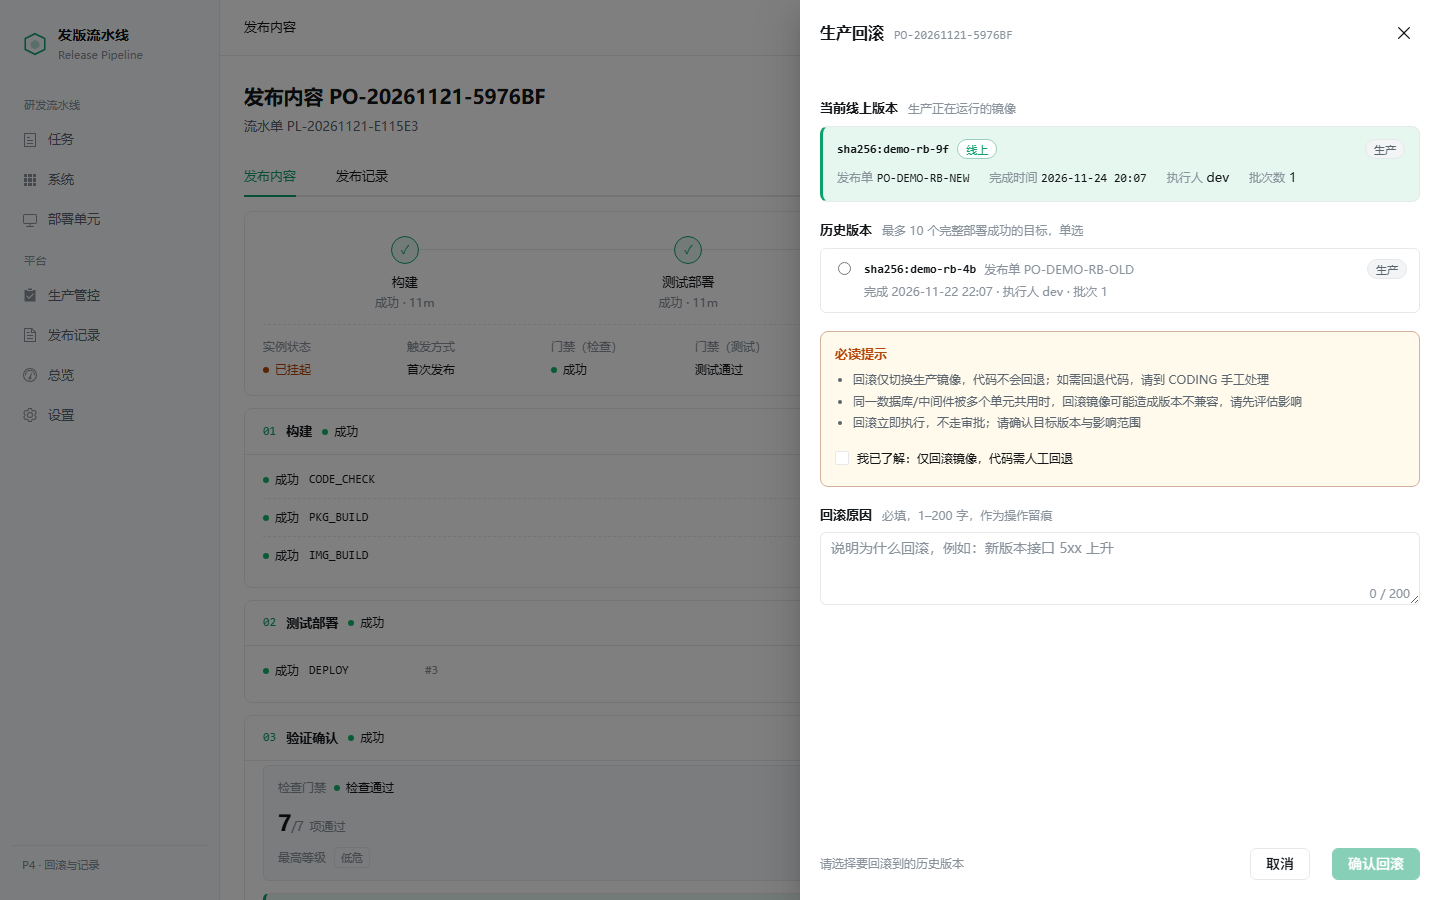 发版流水线
Release Pipeline
研发流水线
任务
系统
部署单元
平台
生产管控
发布记录
总览
设置
P4 · 回滚与记录
发布内容
发布内容 PO-20261121-5976BF
流水单 PL-20261121-E115E3
发布内容 发布记录
构建 测试部署
成功 · 11m 成功 · 11m
实例状态 触发方式 门禁（检查） 门禁（测试）
已挂起 首次发布 成功 测试通过
01 构建 成功
成功 CODE_CHECK
成功 PKG_BUILD
成功 IMG_BUILD
02 测试部署 成功
成功 DEPLOY #3
03 验证确认 成功
检查门禁 检查通过
7/7 项通过
最高等级 低危
生产回滚 PO-20261121-5976BF
当前线上版本 生产正在运行的镜像
sha256:demo-rb-9f 线上 生产
发布单 PO-DEMO-RB-NEW 完成时间 2026-11-24 20:07 执行人 dev 批次数 1
历史版本 最多 10 个完整部署成功的目标，单选
sha256:demo-rb-4b 发布单 PO-DEMO-RB-OLD 生产
完成 2026-11-22 22:07 · 执行人 dev · 批次 1
必读提示
回滚仅切换生产镜像，代码不会回退；如需回退代码，请到 CODING 手工处理
同一数据库/中间件被多个单元共用时，回滚镜像可能造成版本不兼容，请先评估影响
回滚立即执行，不走审批；请确认目标版本与影响范围
我已了解：仅回滚镜像，代码需人工回退
回滚原因 必填，1–200 字，作为操作留痕
说明为什么回滚，例如：新版本接口 5xx 上升
0 / 200
请选择要回滚到的历史版本 取消 确认回滚